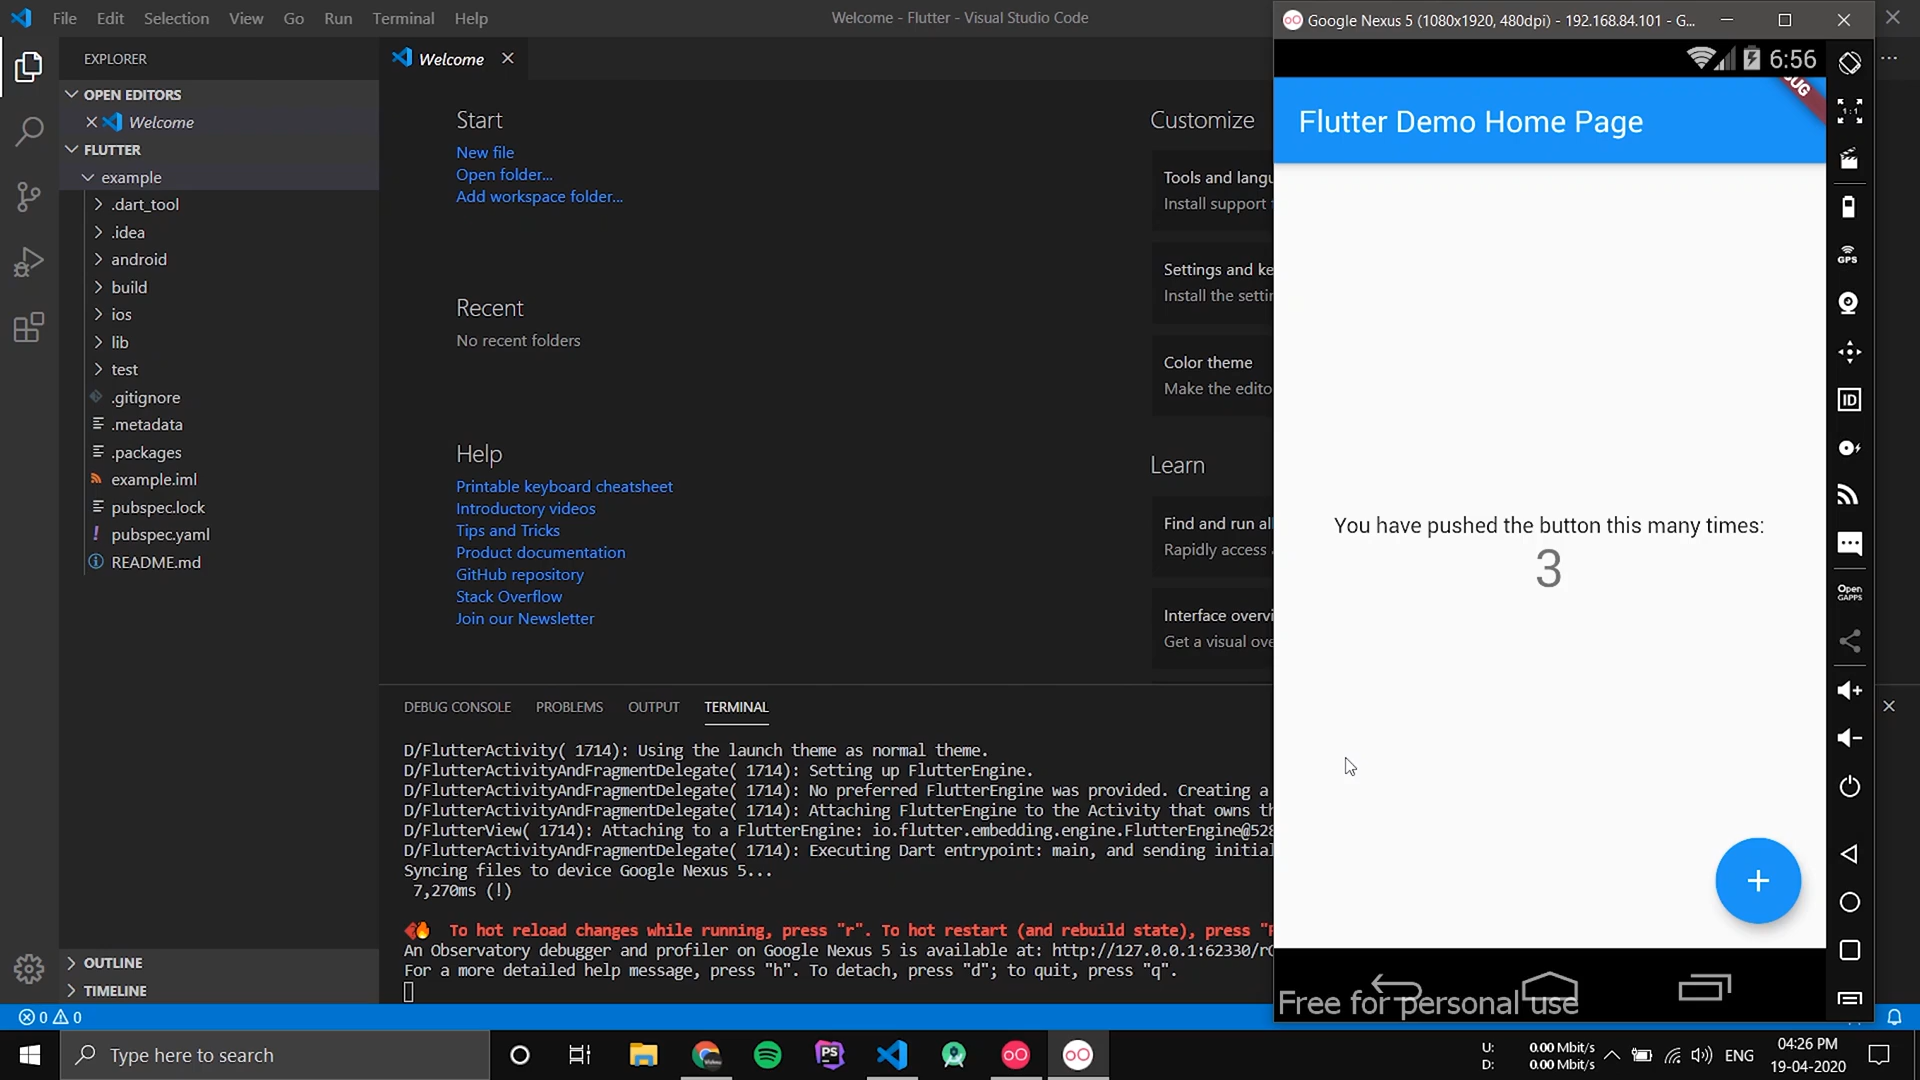 File Edit Selection View Go Run Terminal Help
Welcome - Flutter - Visual Studio Code
EXPLORER
OPEN EDITORS
Welcome
FLUTTER
example
.dart_tool
.idea
android
build
ios
lib
test
.gitignore
.metadata
.packages
example.iml
pubspec.lock
pubspec.yaml
README.md
OUTLINE
TIMELINE
Welcome
Start
New file
Open folder...
Add workspace folder...
Recent
No recent folders
Help
Printable keyboard cheatsheet
Introductory videos
Tips and Tricks
Product documentation
GitHub repository
Stack Overflow
Join our Newsletter
Customize
Tools and langu
Install support
Settings and ke
Install the settin
Color theme
Make the edito
Learn
Find and run all
Rapidly access
Interface overvi
Get a visual ove
DEBUG CONSOLE PROBLEMS OUTPUT TERMINAL
D/FlutterActivity( 1714): Using the launch theme as normal theme.
D/FlutterActivityAndFragmentDelegate( 1714): Setting up FlutterEngine.
D/FlutterActivityAndFragmentDelegate( 1714): No preferred FlutterEngine was provided. Creating a
D/FlutterActivityAndFragmentDelegate( 1714): Attaching FlutterEngine to the Activity that owns th
D/FlutterView( 1714): Attaching to a FlutterEngine: io.flutter.embedding.engine.FlutterEngine@528
D/FlutterActivityAndFragmentDelegate( 1714): Executing Dart entrypoint: main, and sending initial
Syncing files to device Google Nexus 5...
7,270ms (!)
To hot reload changes while running, press "r". To hot restart (and rebuild state), press "
An Observatory debugger and profiler on Google Nexus 5 is available at: http://127.0.0.1:62330/r
For a more detailed help message, press "h". To detach, press "d"; to quit, press "q".
Google Nexus 5 (1080x1920, 480dpi) - 192.168.84.101 - G...
6:56
Flutter Demo Home Page
UG
You have pushed the button this many times:
3
+
Free for personal use
1:1
GPS
ID
Open
GAPPS
0 0
Type here to search
PS
U: 0.00 Mbit/s
D: 0.00 Mbit/s
ENG
04:26 PM
19-04-2020